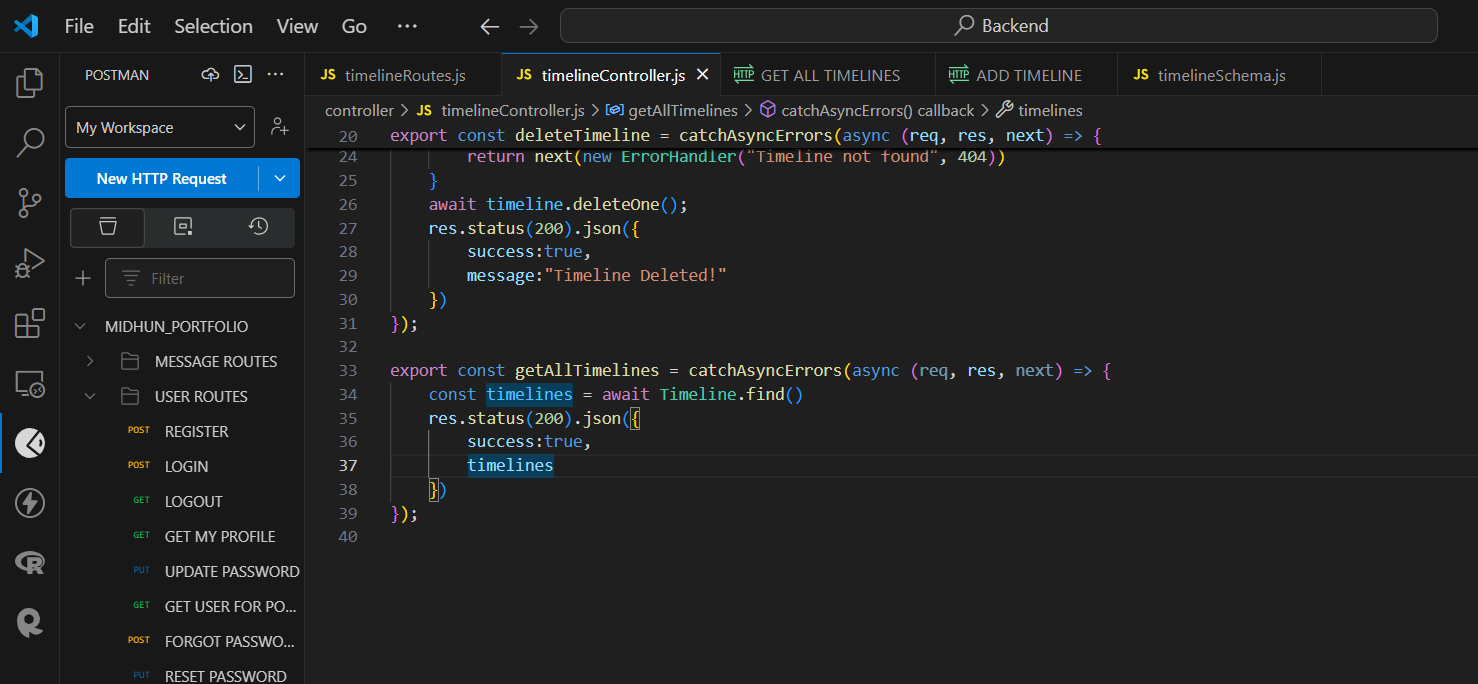 File Edit Selection View Go ··· Backend
POSTMAN
My Workspace
New HTTP Request
Filter
MIDHUN_PORTFOLIO
MESSAGE ROUTES
USER ROUTES
POST REGISTER
POST LOGIN
GET LOGOUT
GET GET MY PROFILE
PUT UPDATE PASSWORD
GET GET USER FOR PO...
POST FORGOT PASSWO...
PUT RESET PASSWORD
JS timelineRoutes.js JS timelineController.js HTTP GET ALL TIMELINES HTTP ADD TIMELINE JS timelineSchema.js
controller > JS timelineController.js > getAllTimelines > catchAsyncErrors() callback > timelines
20 export const deleteTimeline = catchAsyncErrors(async (req, res, next) => {
24 return next(new ErrorHandler("Timeline not found", 404))
25 }
26 await timeline.deleteOne();
27 res.status(200).json({
28 success:true,
29 message:"Timeline Deleted!"
30 })
31 });
32
33 export const getAllTimelines = catchAsyncErrors(async (req, res, next) => {
34 const timelines = await Timeline.find()
35 res.status(200).json({
36 success:true,
37 timelines
38 })
39 });
40